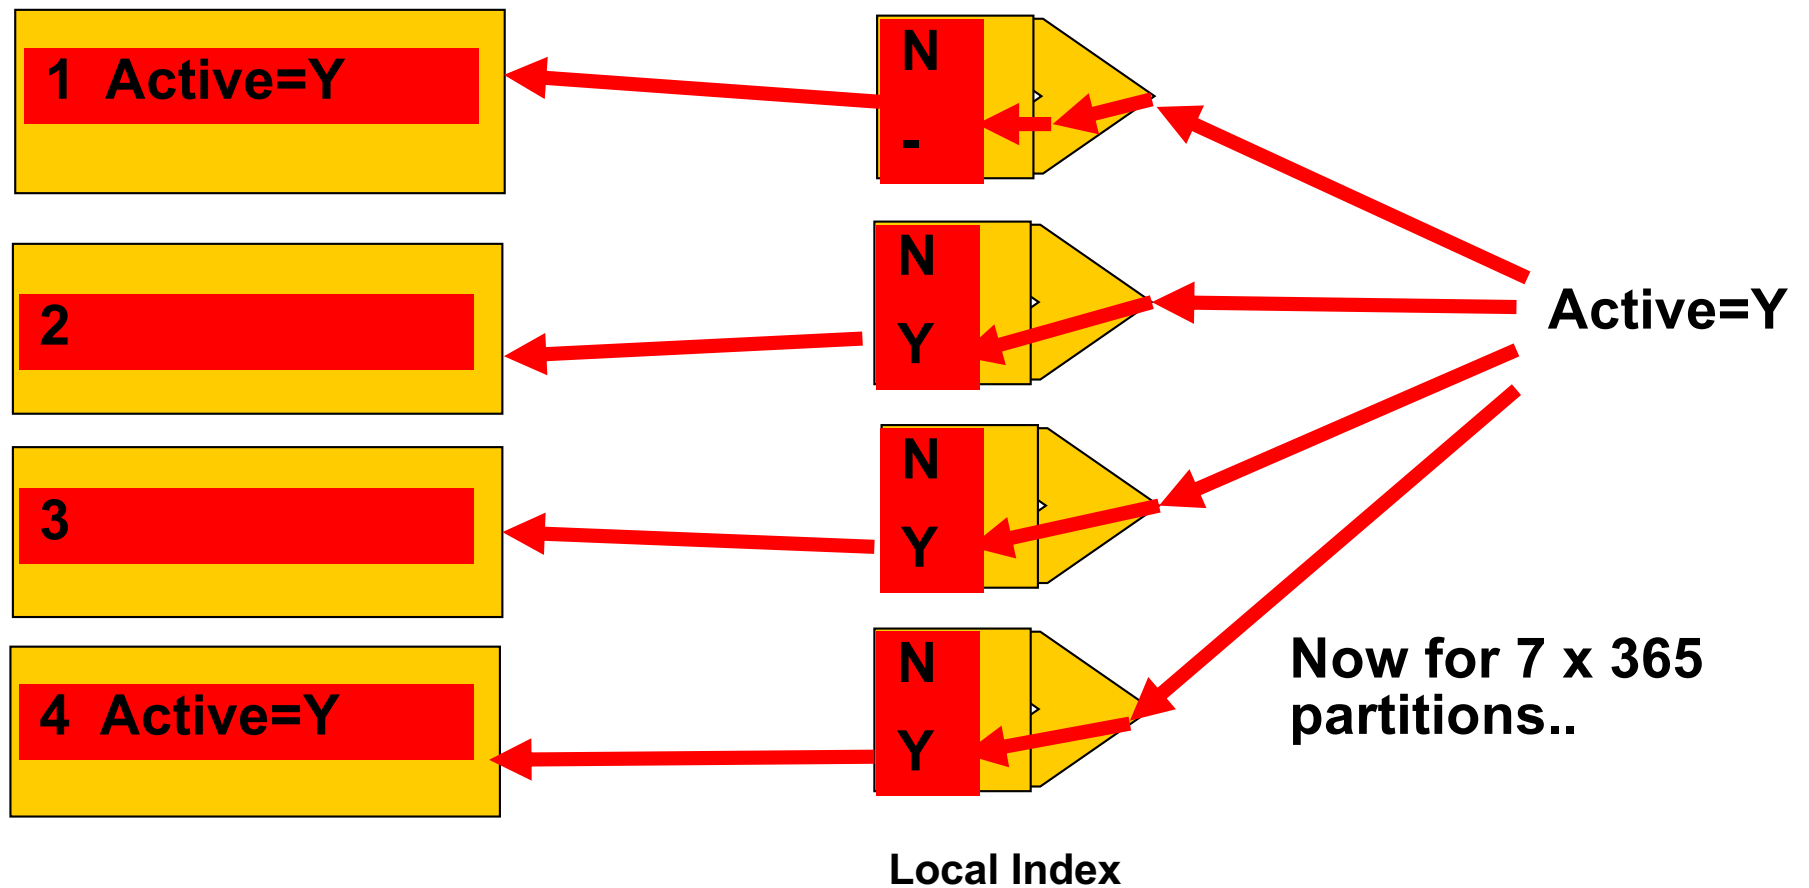 1 Active=Y
N
-
2
N
Y
Active=Y
3
N
Y
4 Active=Y
N
Y
Now for 7 x 365
partitions..
Local Index